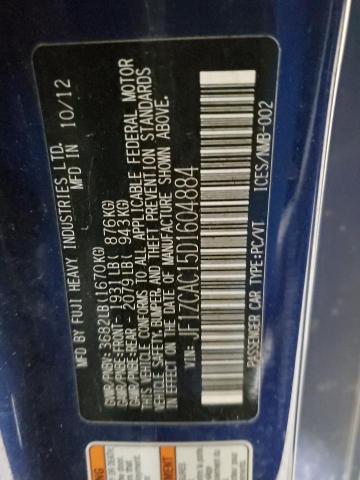 MFD BY FUJI HEAVY INDUSTRIES LTD.
MFD IN 10/12
GVWR/PNBV: 3682LB(1670KG)
GAWR/PNBE:FRONT- 1931LB( 876KG)
GAWR/PNBE:REAR - 2079LB( 943KG)
THIS VEHICLE CONFORMS TO ALL APPLICABLE FEDERAL MOTOR
VEHICLE SAFETY,BUMPER,AND THEFT PREVENTION STANDARDS
IN EFFECT ON THE DATE OF MANUFACTURE SHOWN ABOVE.
VIN: JF1ZCAC15D1604884
ICES/NMB-002
PASSENGER CAR TYPE:PC/VT